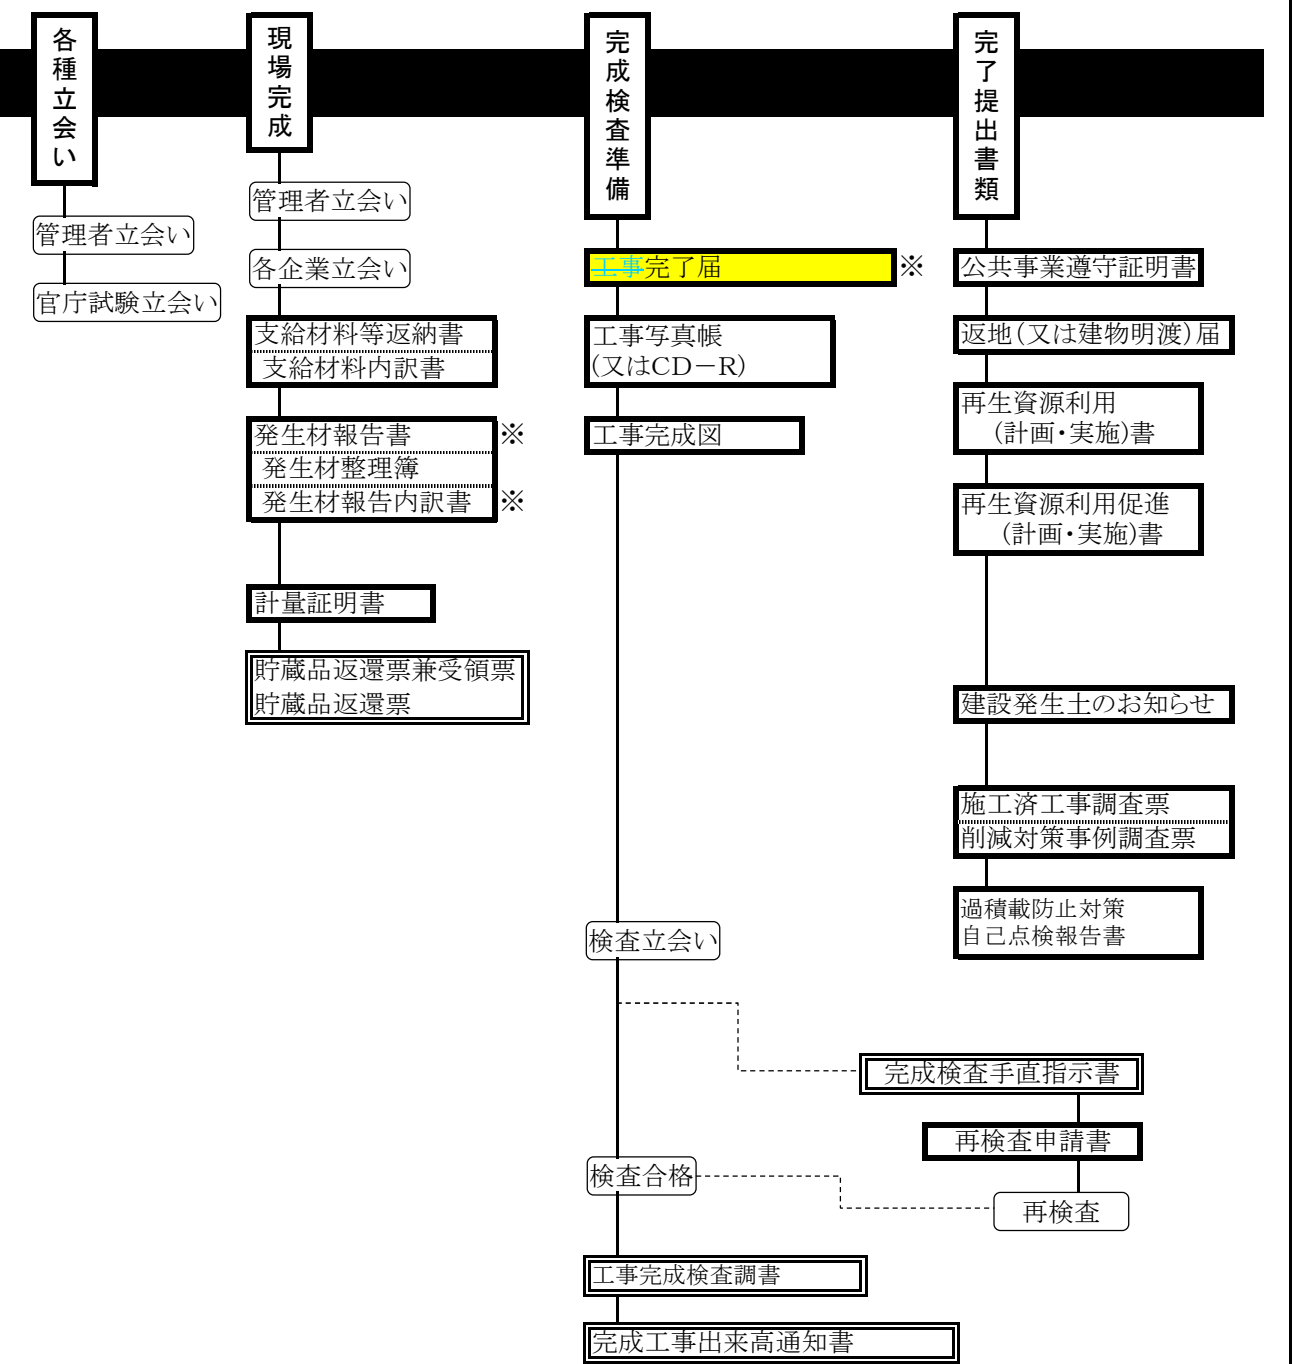 各種立会い
管理者立会い
官庁試験立会い
現場完成
管理者立会い
各企業立会い
支給材料等返納書
支給材料内訳書
発生材報告書 ※
発生材整理簿
発生材報告内訳書 ※
計量証明書
貯蔵品返還票兼受領票
貯蔵品返還票
完成検査準備
工事完了届 ※
工事写真帳
(又はCD－R)
工事完成図
検査立会い
検査合格
工事完成検査調書
完成工事出来高通知書
完了提出書類
公共事業遵守証明書
返地(又は建物明渡)届
再生資源利用
(計画・実施)書
再生資源利用促進
(計画・実施)書
建設発生土のお知らせ
施工済工事調査票
削減対策事例調査票
過積載防止対策
自己点検報告書
完成検査手直指示書
再検査申請書
再検査